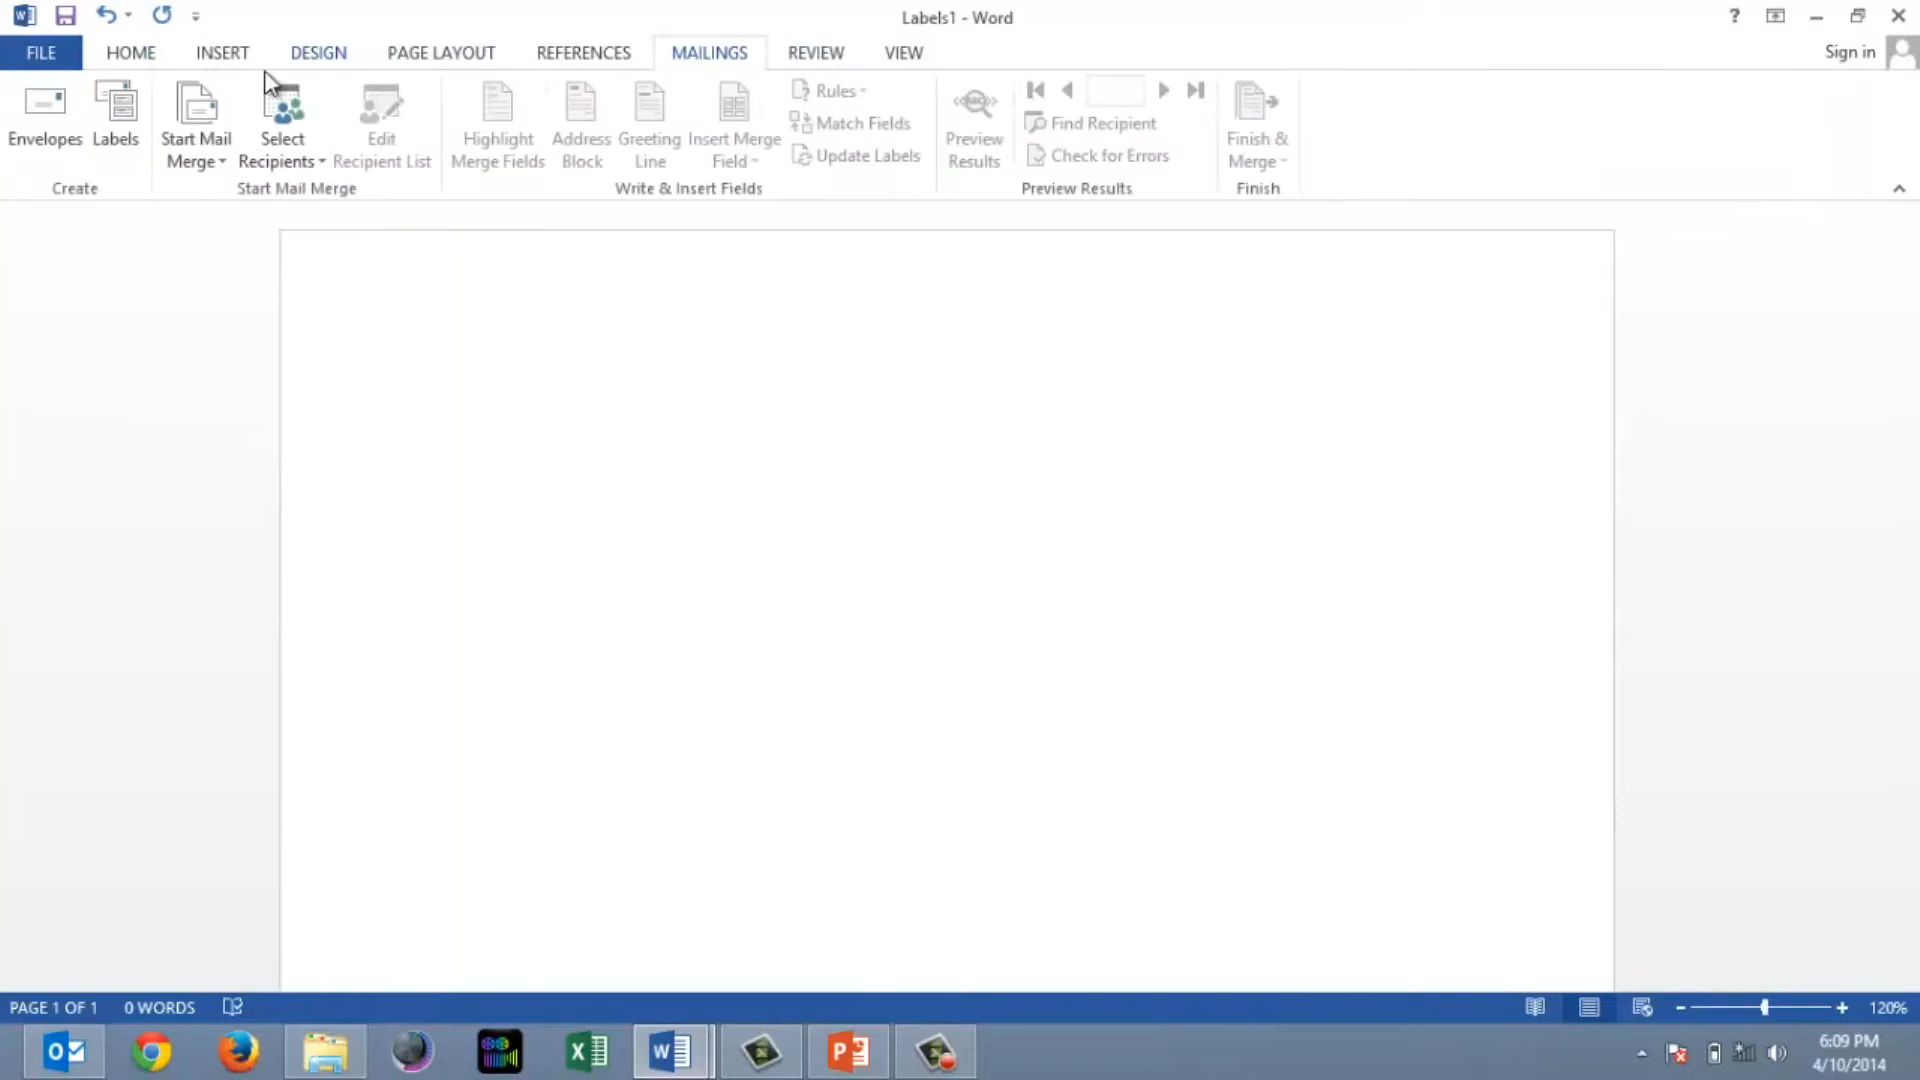 Labels1 - Word
?
FILE HOME INSERT DESIGN PAGE LAYOUT REFERENCES MAILINGS REVIEW VIEW Sign in
Envelopes Labels
Start Mail Merge
Select Recipients
Edit Recipient List
Highlight Merge Fields
Address Block
Greeting Line
Insert Merge Field
Rules
Match Fields
Update Labels
ABC
Preview Results
Find Recipient
Check for Errors
Finish & Merge
Create Start Mail Merge Write & Insert Fields Preview Results Finish
PAGE 1 OF 1 0 WORDS 120%
6:09 PM
4/10/2014